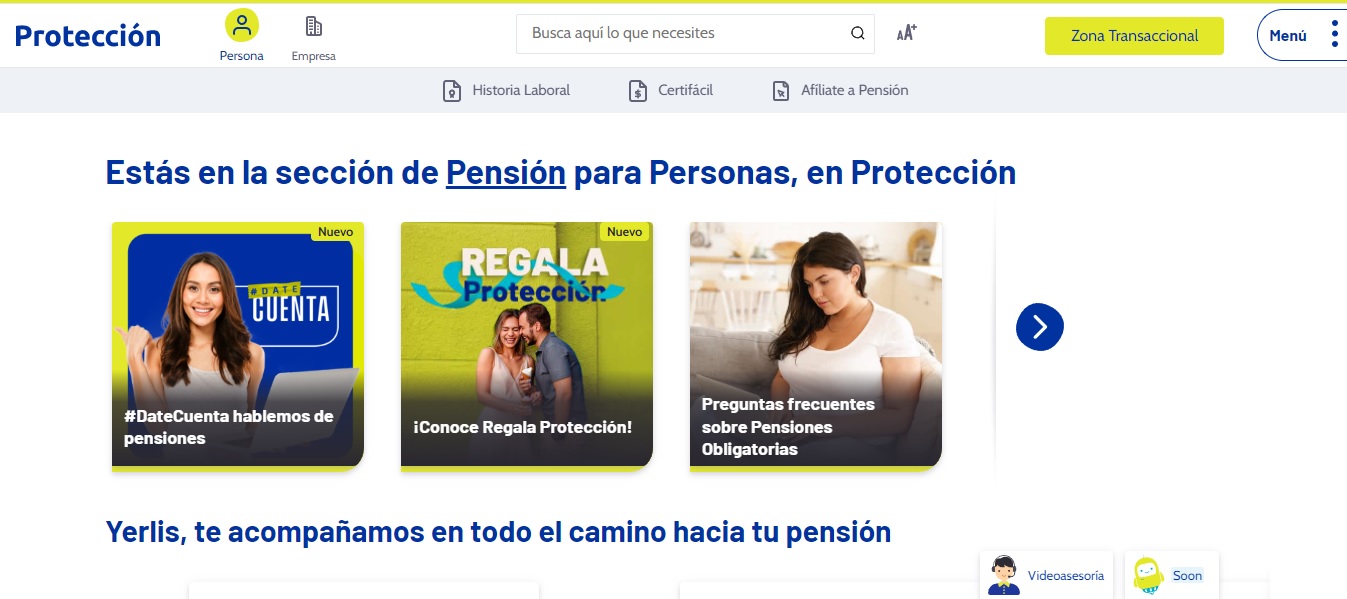 Protección
Persona
Empresa
Busca aquí lo que necesites
AA+
Zona Transaccional
Menú
Historia Laboral
Certifácil
Afíliate a Pensión
Estás en la sección de Pensión para Personas, en Protección
Nuevo
#DATE
CUENTA
#DateCuenta hablemos de
pensiones
Nuevo
REGALA
Protección
¡Conoce Regala Protección!
Preguntas frecuentes
sobre Pensiones
Obligatorias
Yerlis, te acompañamos en todo el camino hacia tu pensión
Videoasesoría
Soon